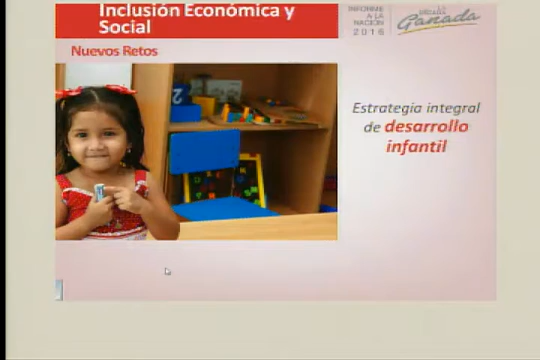 Inclusión Económica y
Social
INFORME
A LA
NACIÓN
2016
Ganada
Nuevos Retos
Estrategia integral
de desarrollo
infantil